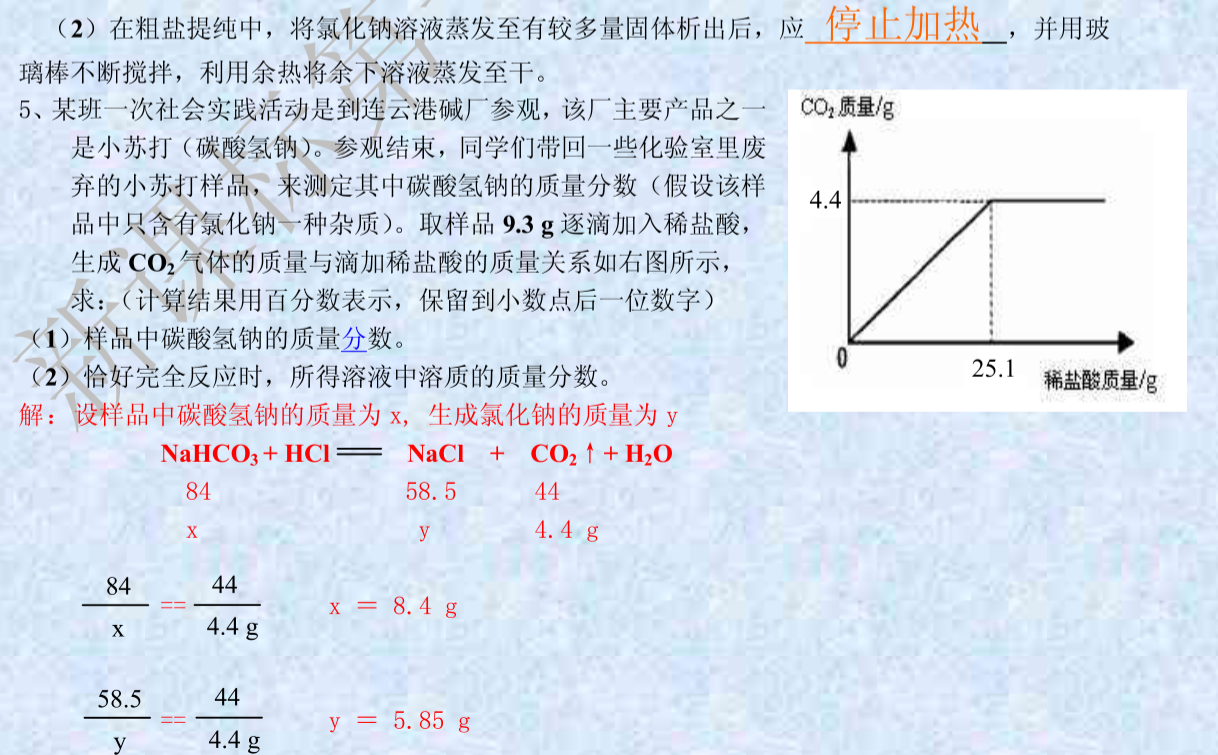 （2）在粗盐提纯中，将氯化钠溶液蒸发至有较多量固体析出后，应 停止加热 ，并用玻
璃棒不断搅拌，利用余热将余下溶液蒸发至干。
5、某班一次社会实践活动是到连云港碱厂参观，该厂主要产品之一
是小苏打（碳酸氢钠）。参观结束，同学们带回一些化验室里废
弃的小苏打样品，来测定其中碳酸氢钠的质量分数（假设该样
品中只含有氯化钠一种杂质）。取样品 9.3 g 逐滴加入稀盐酸，
生成 CO₂ 气体的质量与滴加稀盐酸的质量关系如右图所示，
求：（计算结果用百分数表示，保留到小数点后一位数字）
（1）样品中碳酸氢钠的质量分数。
（2）恰好完全反应时，所得溶液中溶质的质量分数。
CO₂质量/g
4.4
0
25.1
稀盐酸质量/g
解：设样品中碳酸氢钠的质量为 x, 生成氯化钠的质量为 y
NaHCO₃ + HCl ══ NaCl + CO₂ ↑ + H₂O
84 58.5 44
x y 4.4 g
84 44
== x = 8.4 g
x 4.4 g
58.5 44
== y = 5.85 g
y 4.4 g
新课标第